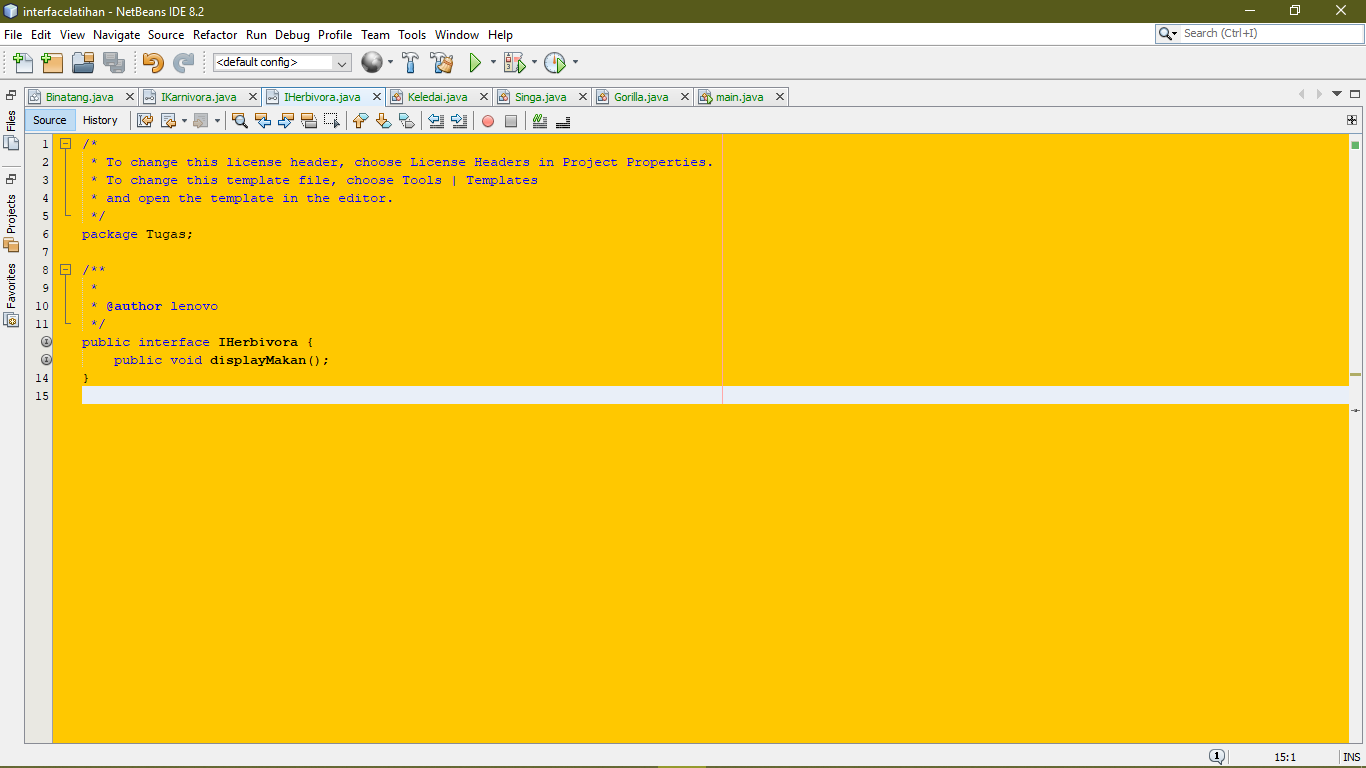 interfacelatihan - NetBeans IDE 8.2
File Edit View Navigate Source Refactor Run Debug Profile Team Tools Window Help
Search (Ctrl+I)
<default config>
Binatang.java IKarnivora.java IHerbivora.java Keledai.java Singa.java Gorilla.java main.java
Source History
Files
Projects
Favorites
1 /*
2 * To change this license header, choose License Headers in Project Properties.
3 * To change this template file, choose Tools | Templates
4 * and open the template in the editor.
5 */
6 package Tugas;
7
8 /**
9 *
10 * @author lenovo
11 */
public interface IHerbivora {
public void displayMakan();
14 }
15
1 15:1 INS